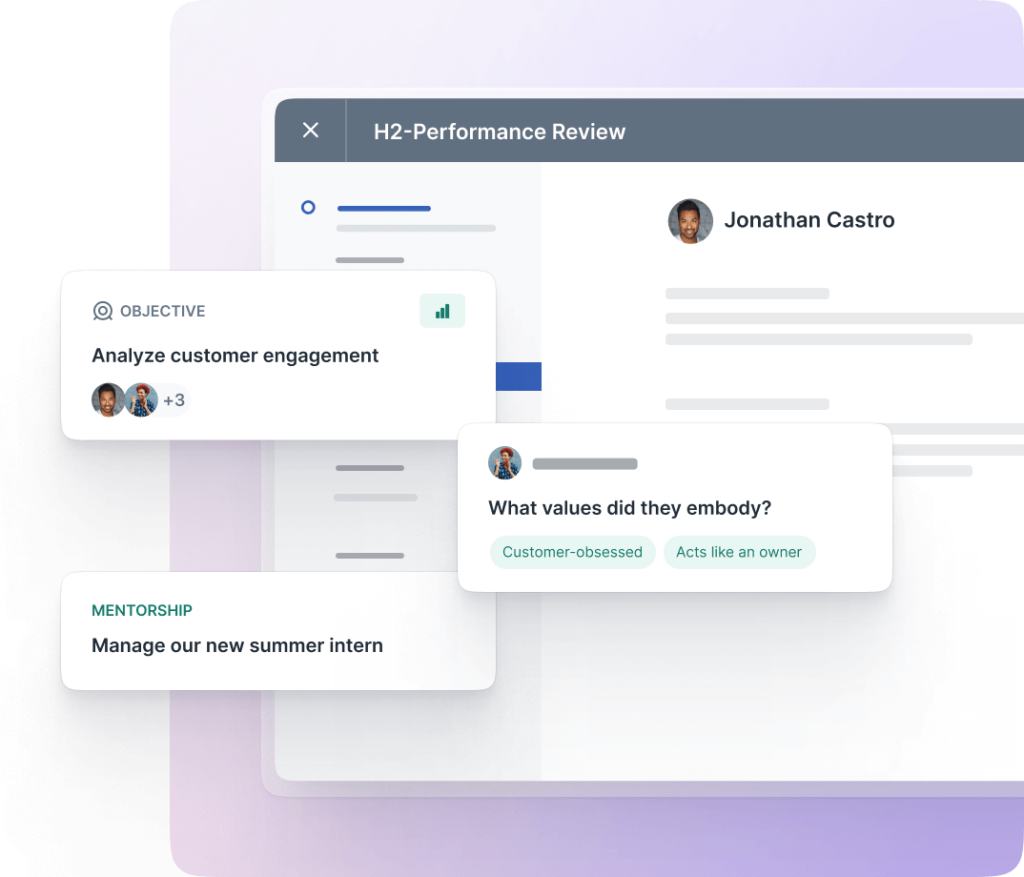 H2-Performance Review
Jonathan Castro
OBJECTIVE
Analyze customer engagement
+3
What values did they embody?
Customer-obsessed
Acts like an owner
MENTORSHIP
Manage our new summer intern